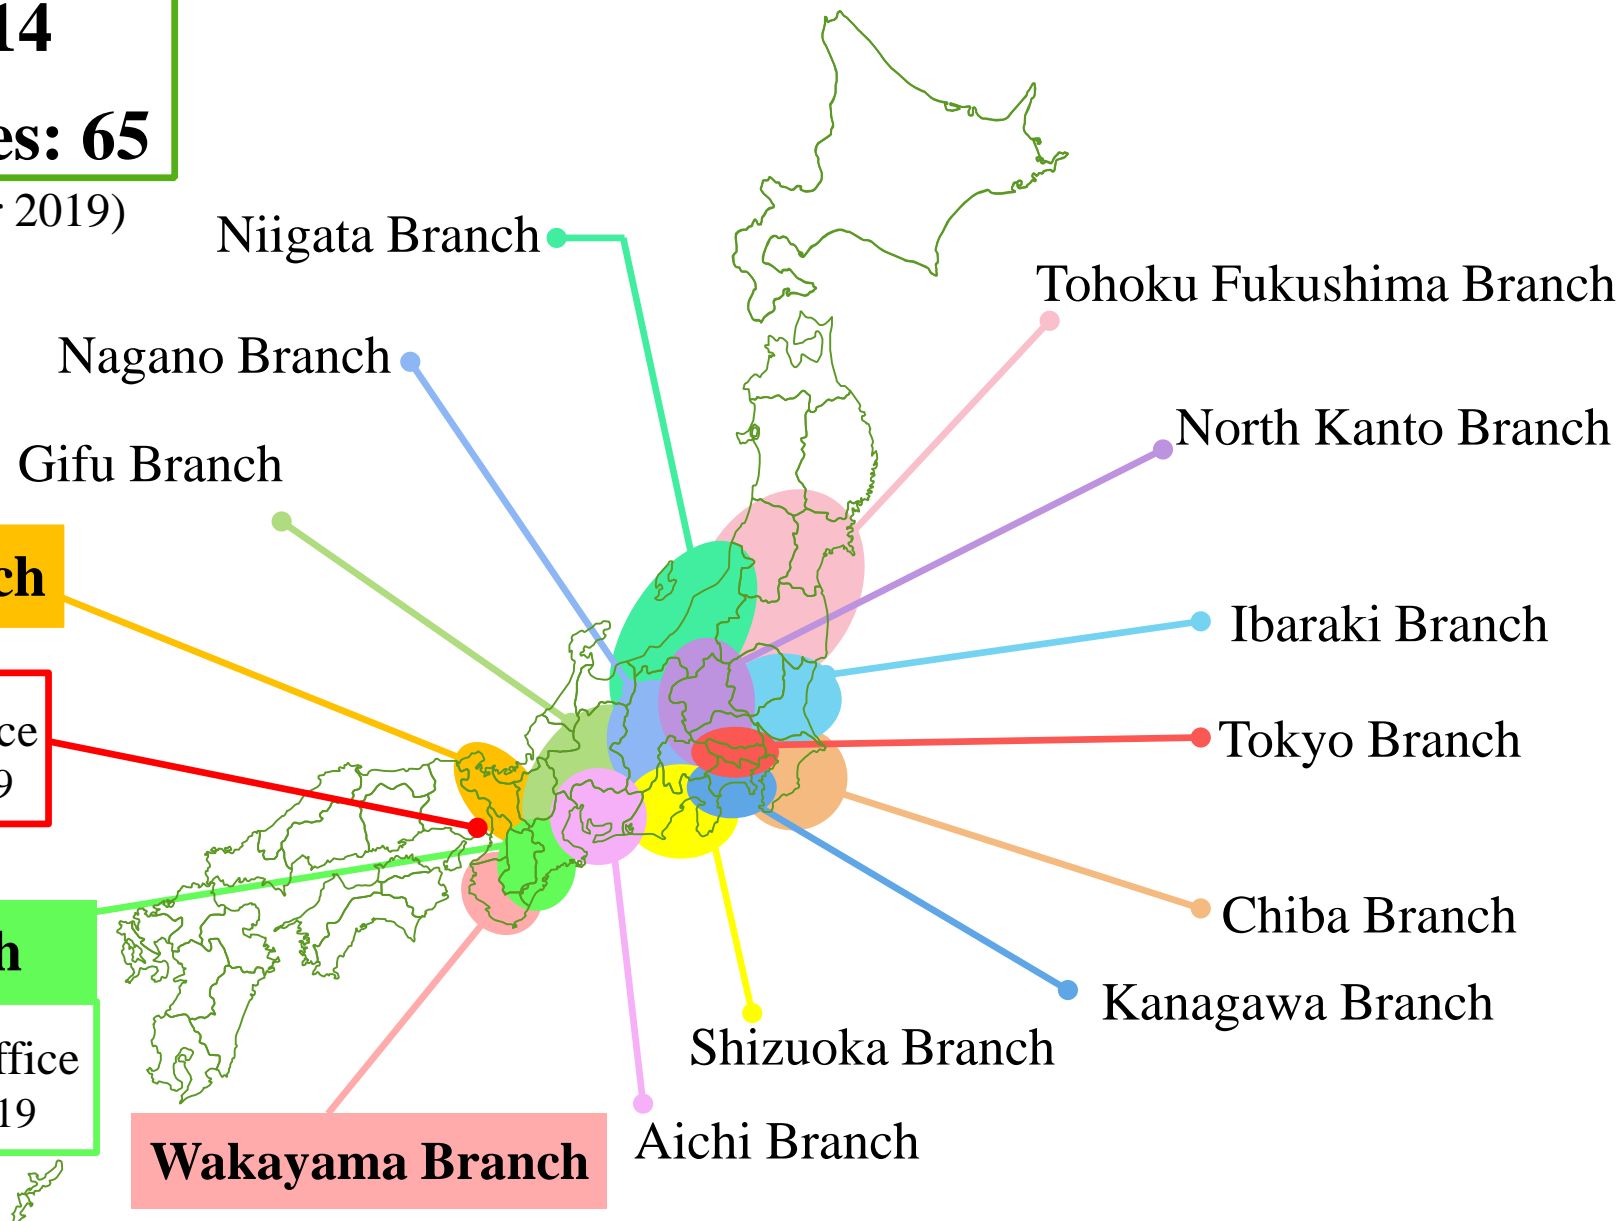 14
es: 65
2019)
Niigata Branch
Tohoku Fukushima Branch
Nagano Branch
North Kanto Branch
Gifu Branch
ch
Ibaraki Branch
ce
9
Tokyo Branch
Chiba Branch
h
Kanagawa Branch
Shizuoka Branch
ffice
19
Aichi Branch
Wakayama Branch